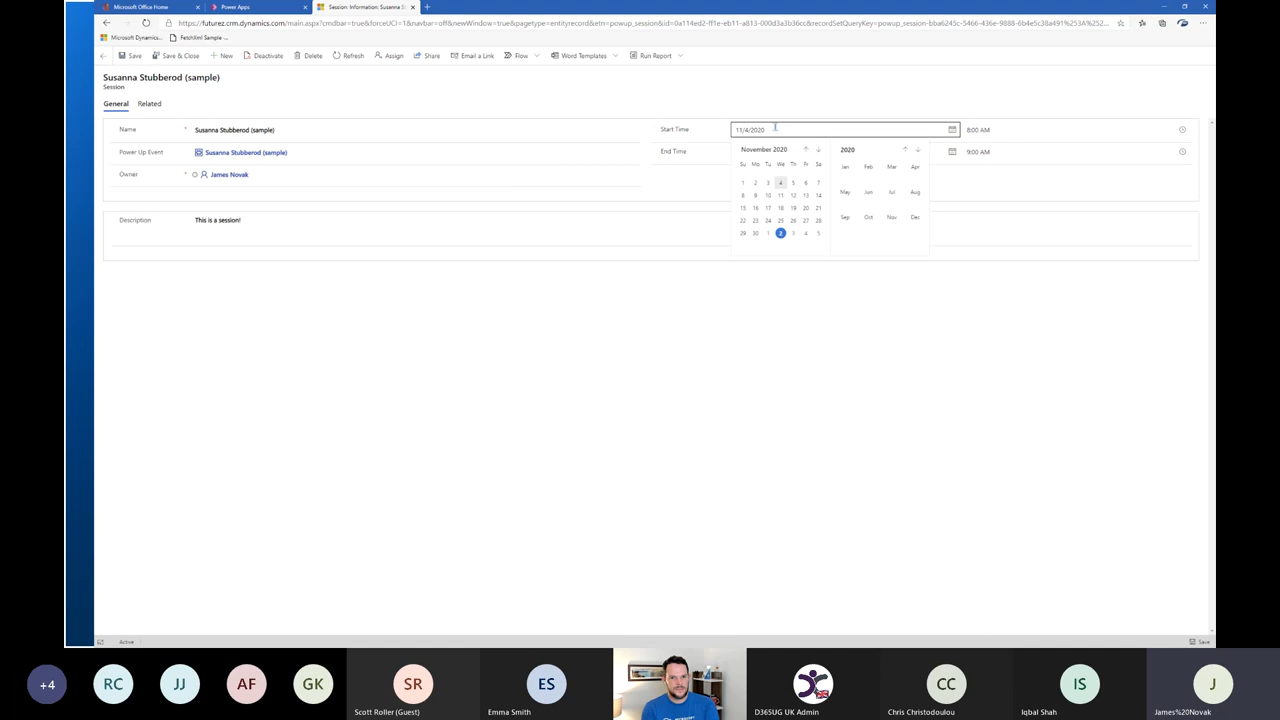 Microsoft Office Home
Power Apps
Session: Information: Susanna S
https://futurez.crm.dynamics.com/main.aspx?cmdbar=true&forceUCI=1&navbar=off&newWindow=true&pagetype=entityrecord&etn=powup_session&id=0a114ed2-ff1e-eb11-a813-000d3a3b36cc&recordSetQueryKey=powup_session-bba6245c-5466-436e-9888-6b4e5c38a491%253A%252...
Microsoft Dynamics...
FetchXml Sample -...
Save
Save & Close
New
Deactivate
Delete
Refresh
Assign
Share
Email a Link
Flow
Word Templates
Run Report
Susanna Stubberod (sample)
Session
General
Related
Name * Susanna Stubberod (sample)
Start Time 11/4/2020 8:00 AM
Power Up Event Susanna Stubberod (sample)
End Time 9:00 AM
Owner * James Novak
November 2020
2020
Su Mo Tu We Th Fr Sa
Jan Feb Mar Apr
1 2 3 4 5 6 7
8 9 10 11 12 13 14
May Jun Jul Aug
15 16 17 18 19 20 21
Sep Oct Nov Dec
22 23 24 25 26 27 28
29 30 1 2 3 4 5
Description This is a session!
Active
Save
+4
RC
JJ
AF
GK
SR
Scott Roller (Guest)
ES
Emma Smith
D365UG UK Admin
CC
Chris Christodoulou
IS
Iqbal Shah
J
James%20Novak